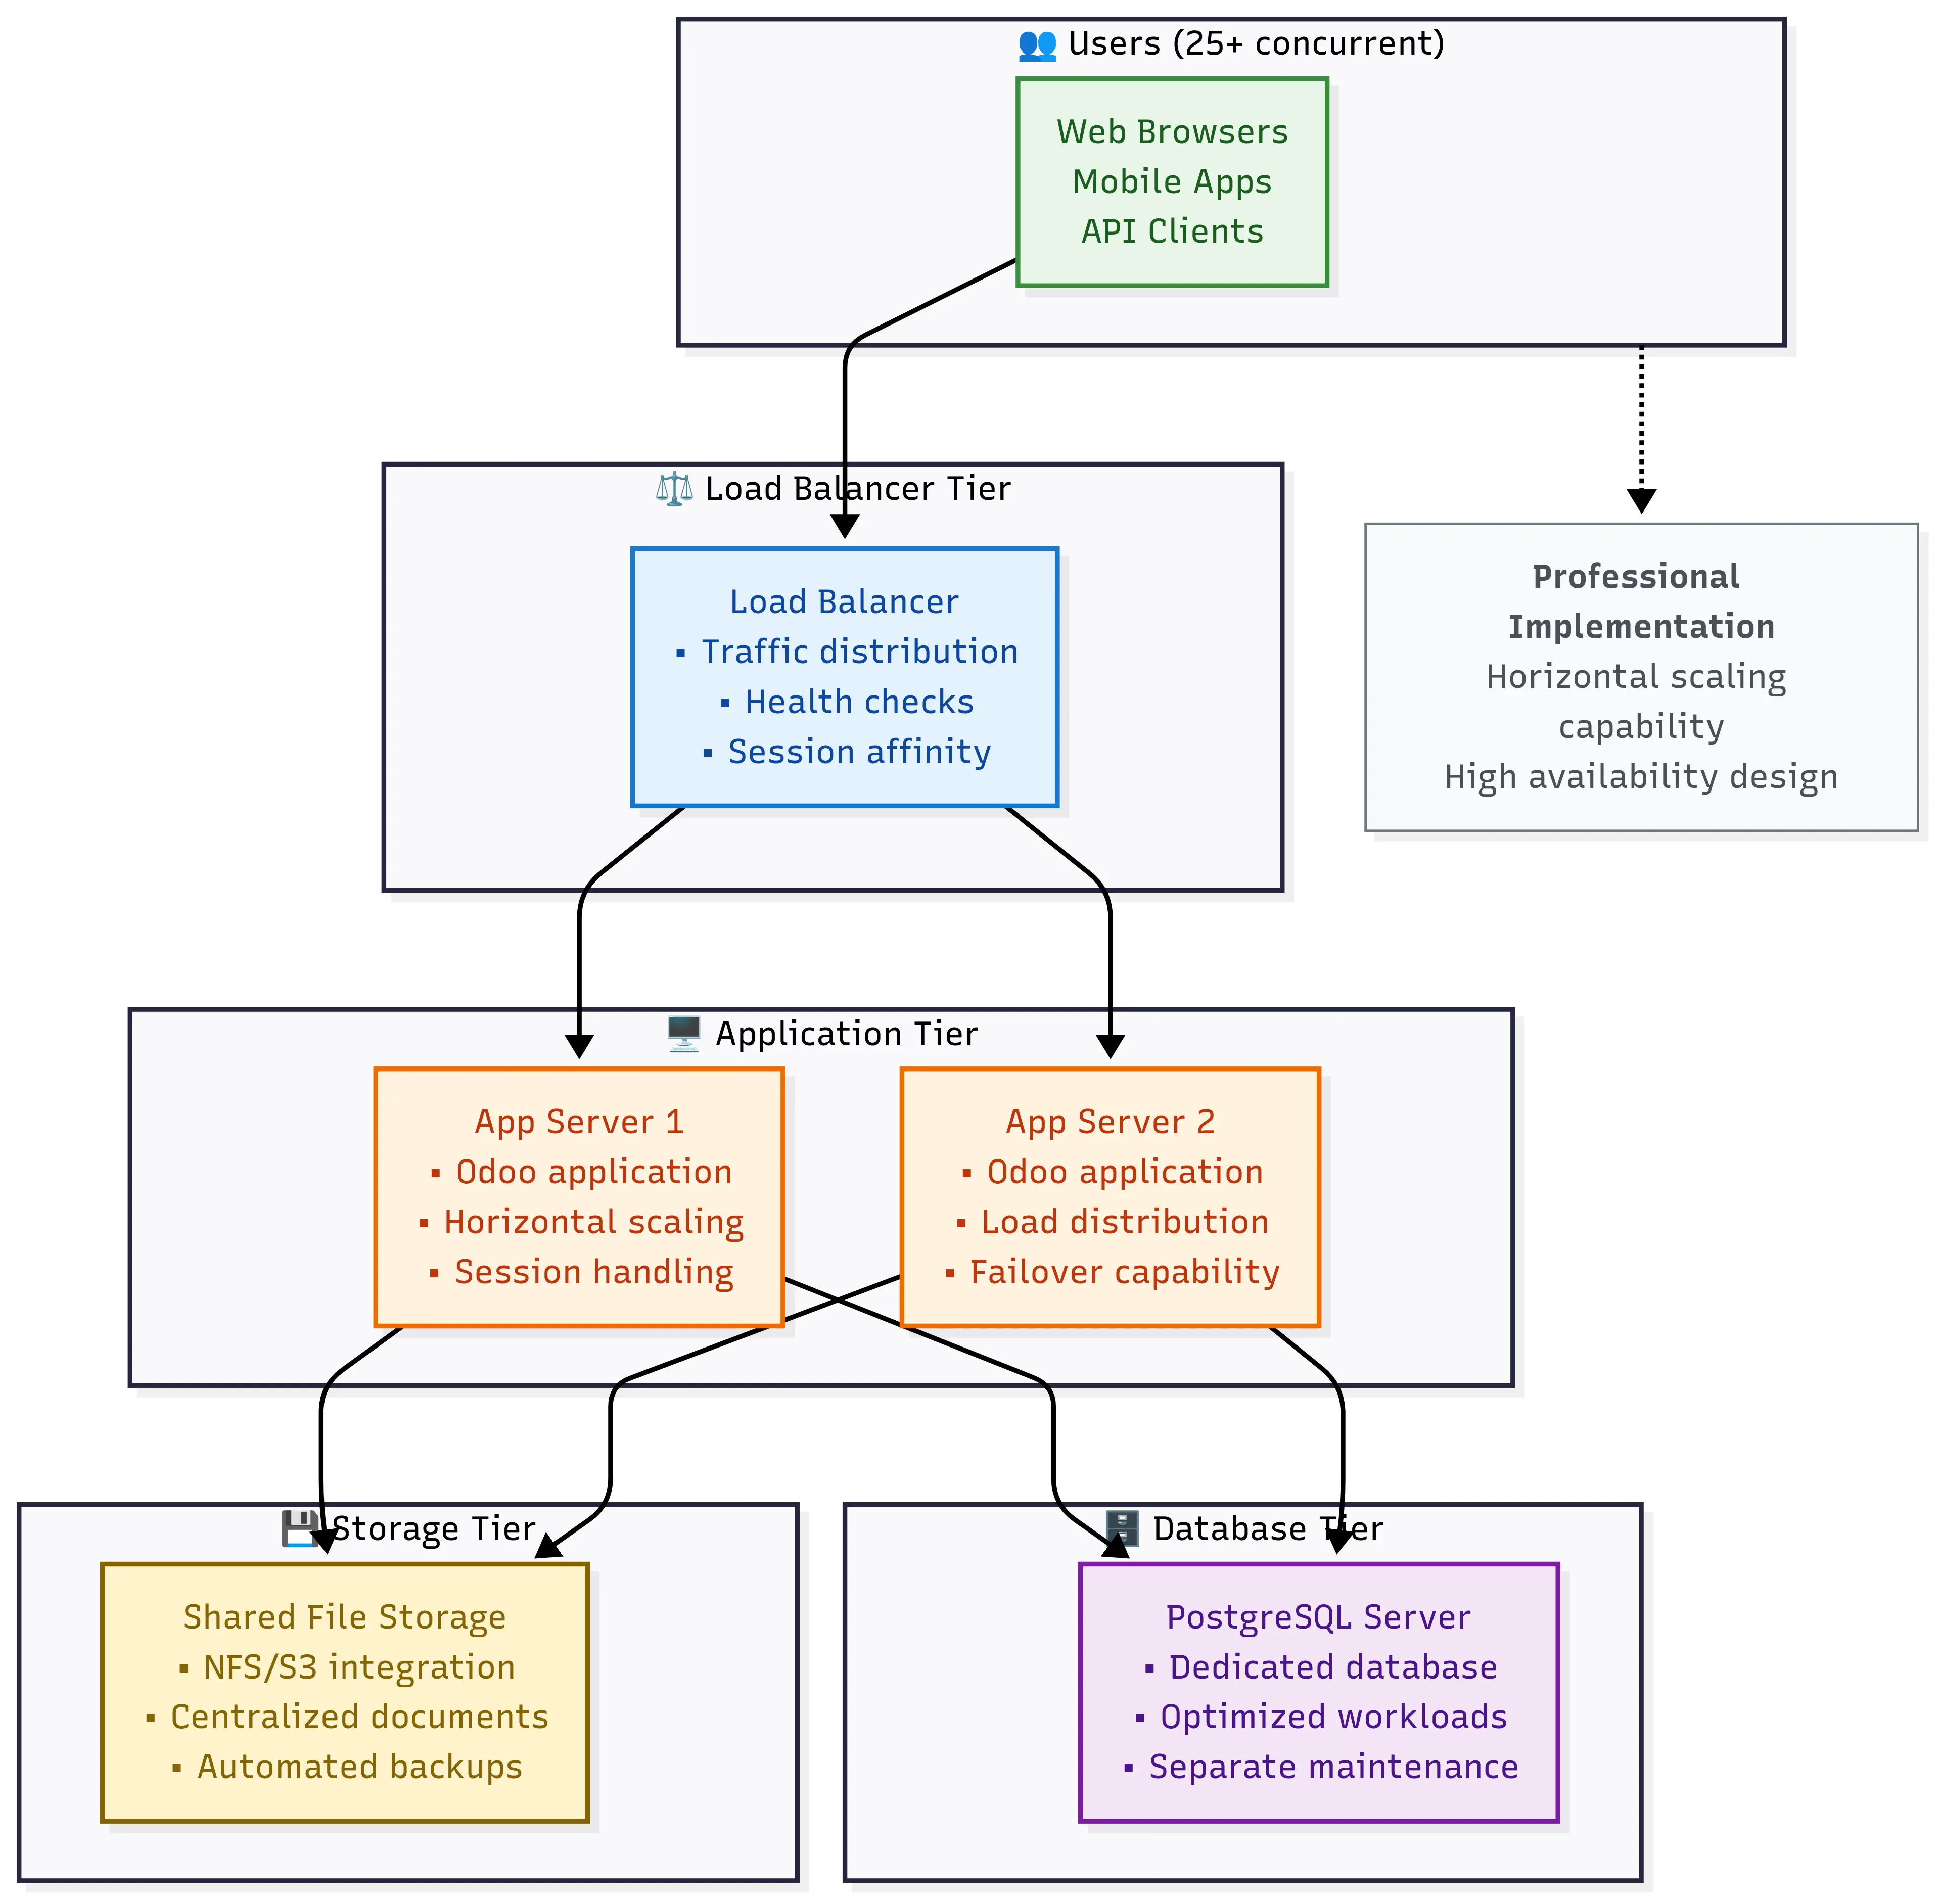 👥 Users (25+ concurrent)
Web Browsers
Mobile Apps
API Clients
⚖️ Load Balancer Tier
Load Balancer
▪ Traffic distribution
▪ Health checks
▪ Session affinity
Professional
Implementation
Horizontal scaling
capability
High availability design
🖥️ Application Tier
App Server 1
▪ Odoo application
▪ Horizontal scaling
▪ Session handling
App Server 2
▪ Odoo application
▪ Load distribution
▪ Failover capability
💾 Storage Tier
Shared File Storage
▪ NFS/S3 integration
▪ Centralized documents
▪ Automated backups
🗄️ Database Tier
PostgreSQL Server
▪ Dedicated database
▪ Optimized workloads
▪ Separate maintenance